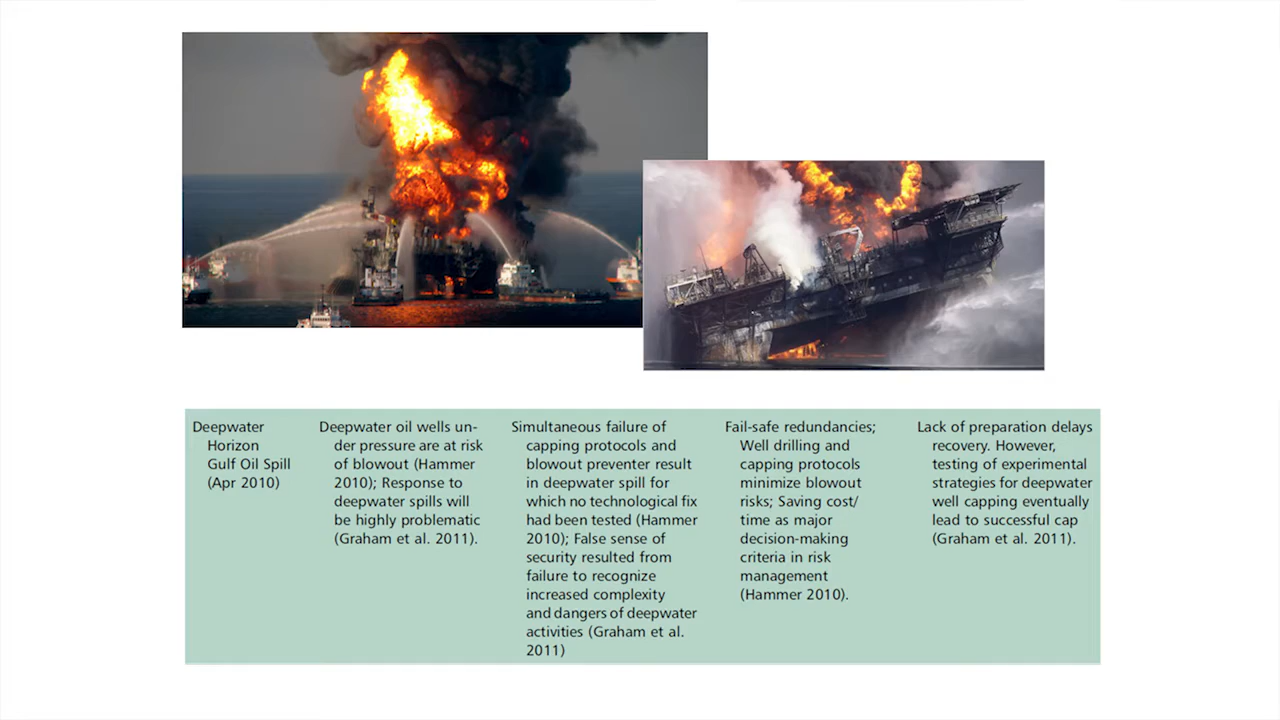 Deepwater
Horizon
Gulf Oil Spill
(Apr 2010)
Deepwater oil wells un-
der pressure are at risk
of blowout (Hammer
2010); Response to
deepwater spills will
be highly problematic
(Graham et al. 2011).
Simultaneous failure of
capping protocols and
blowout preventer result
in deepwater spill for
which no technological fix
had been tested (Hammer
2010); False sense of
security resulted from
failure to recognize
increased complexity
and dangers of deepwater
activities (Graham et al.
2011)
Fail-safe redundancies;
Well drilling and
capping protocols
minimize blowout
risks; Saving cost/
time as major
decision-making
criteria in risk
management
(Hammer 2010).
Lack of preparation delays
recovery. However,
testing of experimental
strategies for deepwater
well capping eventually
lead to successful cap
(Graham et al. 2011).